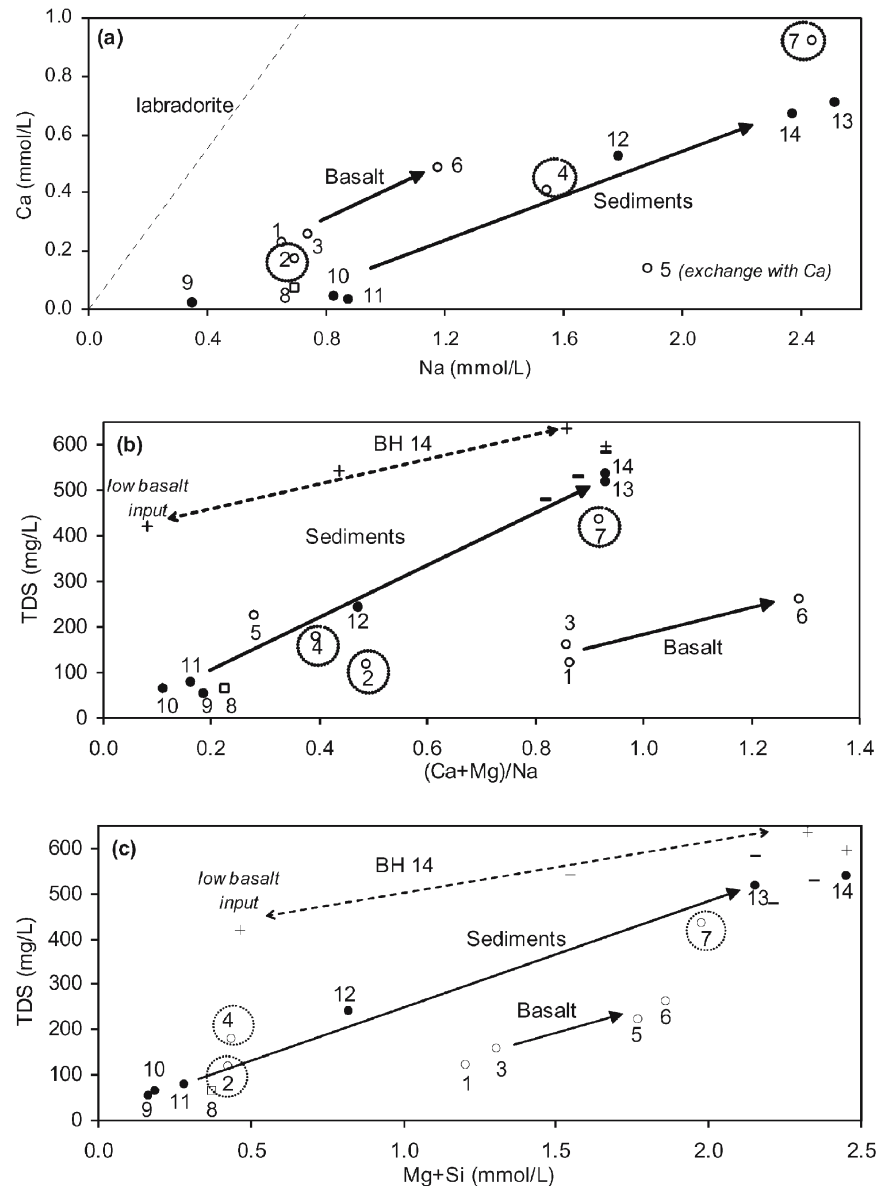 (a)
1.0
0.8
0.6
0.4
0.2
0.0
Ca (mmol/L)
labradorite
7
14 13
12
Basalt
6
4
Sediments
1
3
2
5 (exchange with Ca)
9
8
10
11
0.0 0.4 0.8 1.2 1.6 2.0 2.4
Na (mmol/L)
(b)
600
500
400
300
200
100
0
TDS (mg/L)
BH 14
low basalt
input
Sediments
14
13
7
5
12
4
2
3
1
Basalt
6
11
10 9 8
0.0 0.2 0.4 0.6 0.8 1.0 1.2 1.4
(Ca+Mg)/Na
(c)
600
500
400
300
200
100
0
TDS (mg/L)
BH 14
low basalt
input
13
14
Sediments
7
12
4
Basalt
5
6
10
9
11
2
8
1
3
0.0 0.5 1.0 1.5 2.0 2.5
Mg+Si (mmol/L)